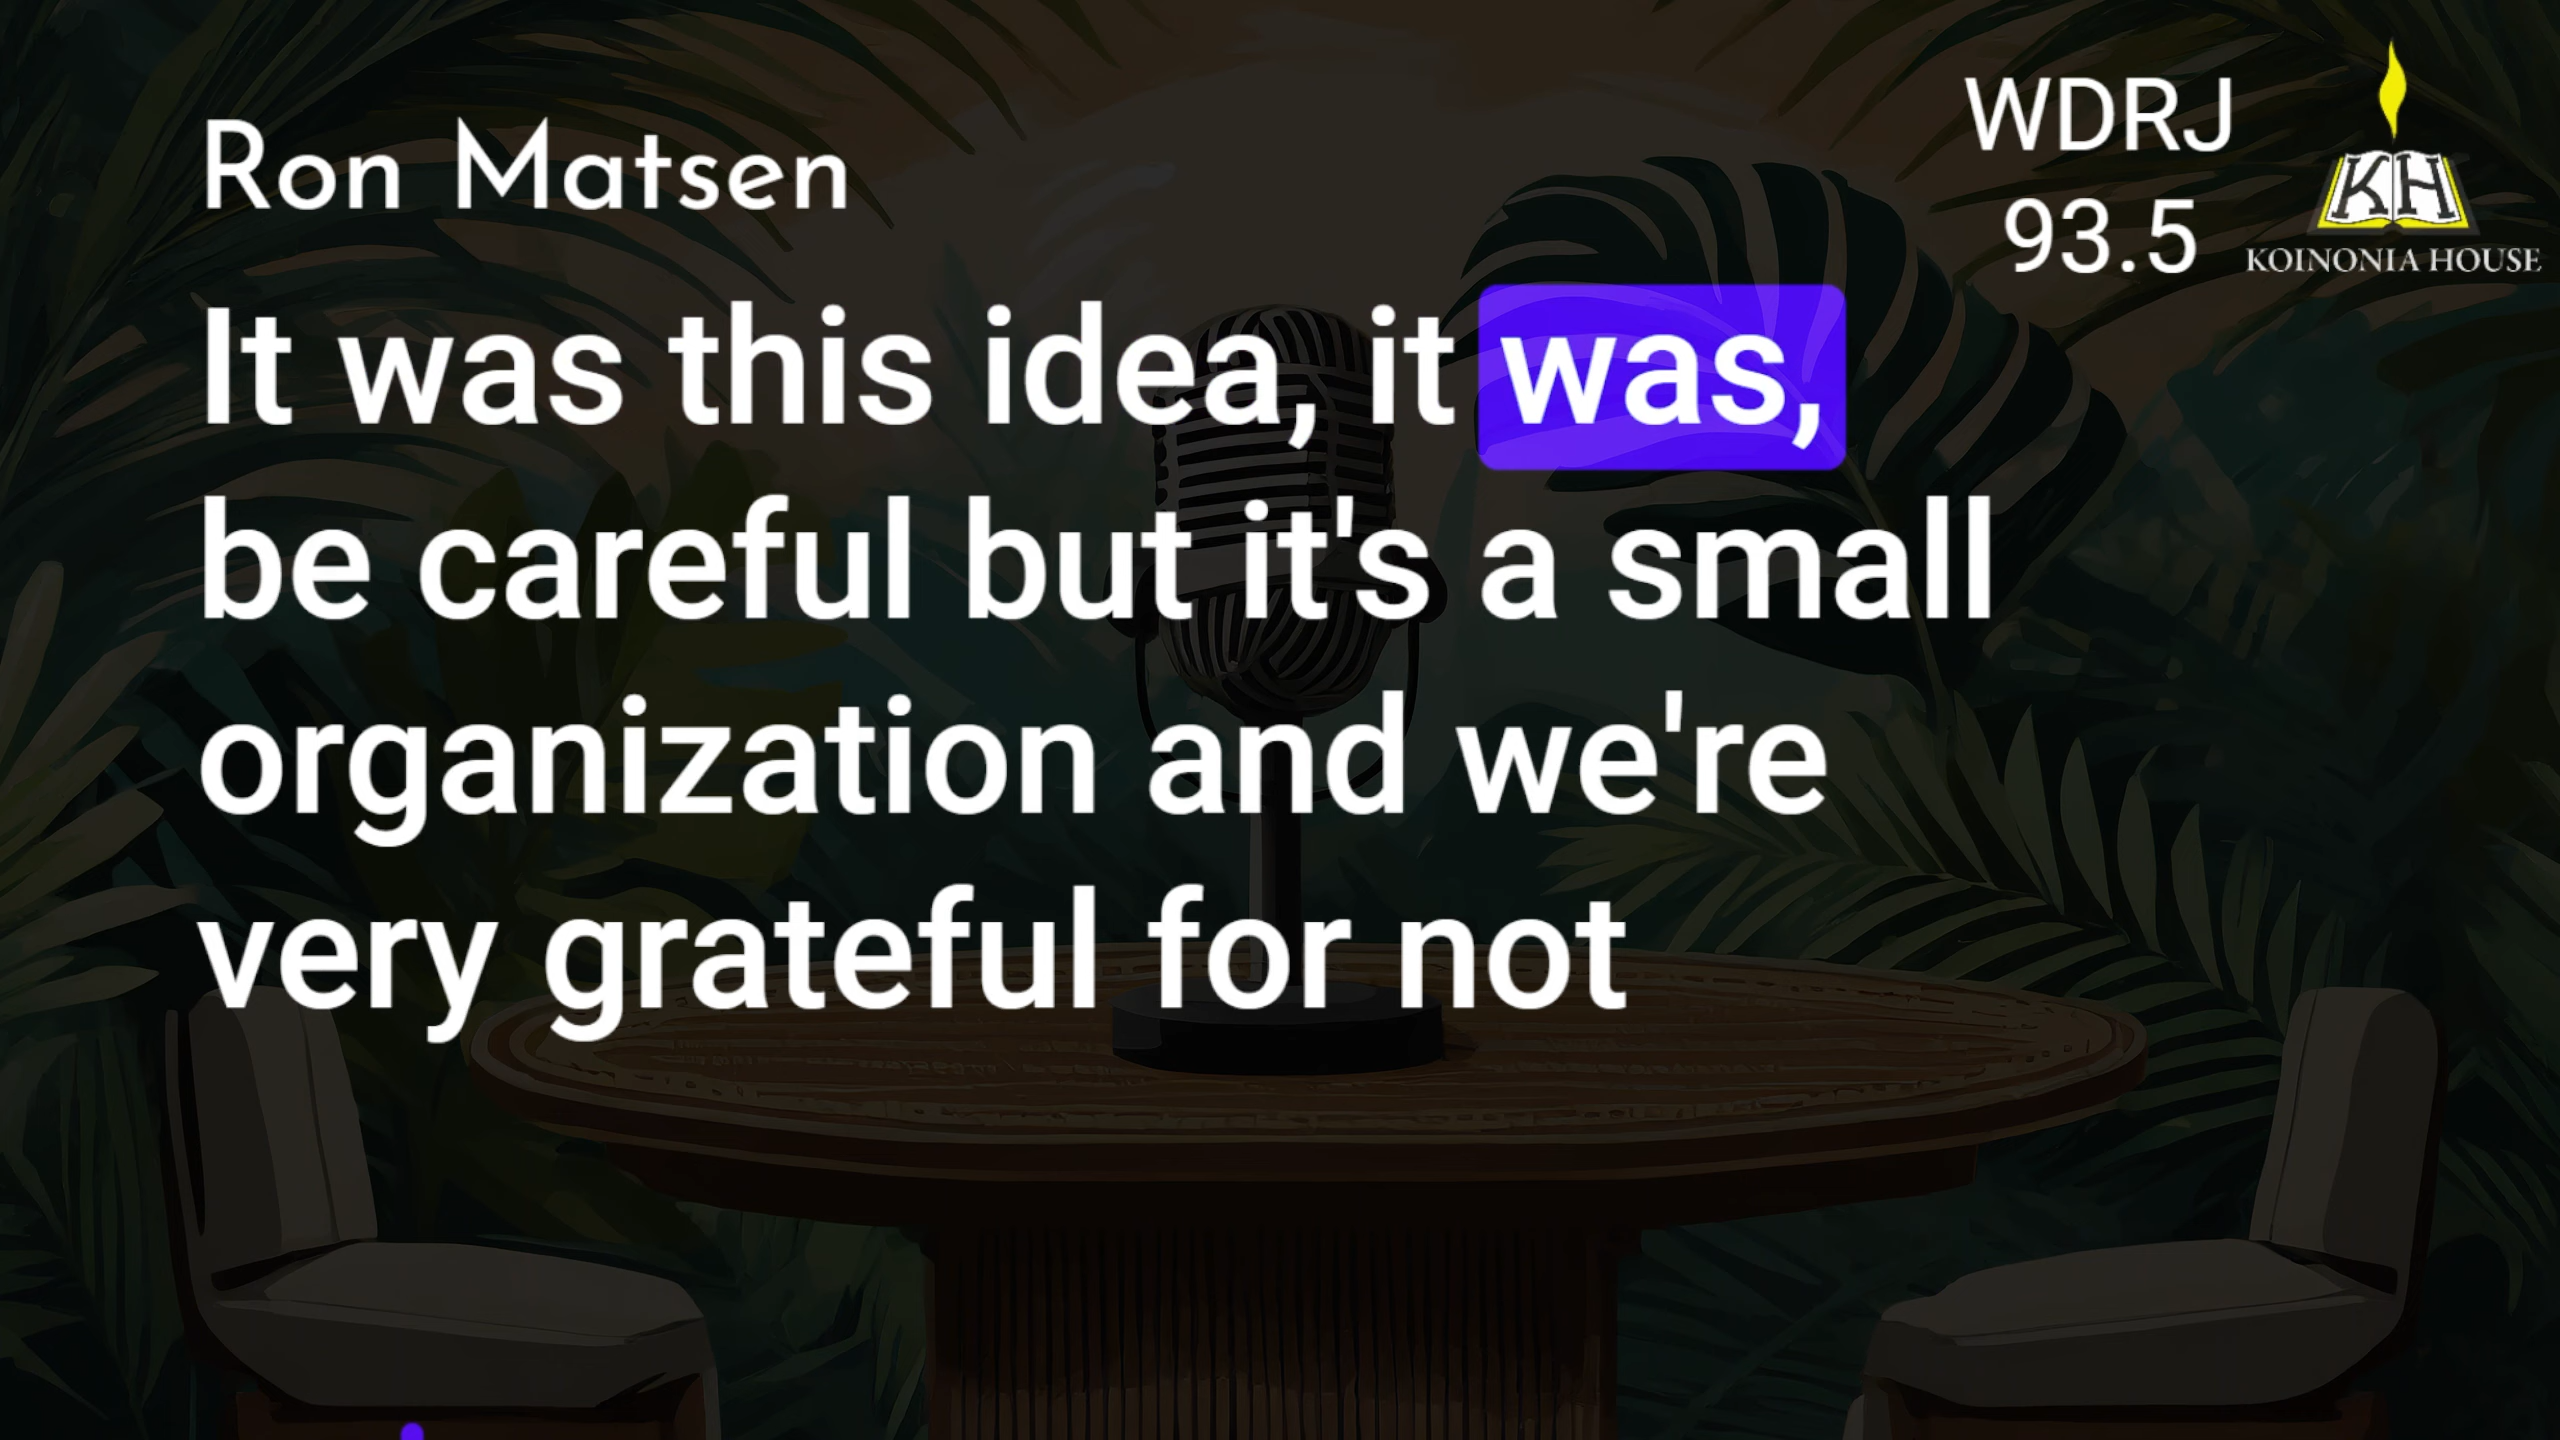 Ron Matsen
WDRJ
93.5
KH
KOINONIA HOUSE
It was this idea, it was,
be careful but it's a small
organization and we're
very grateful for not